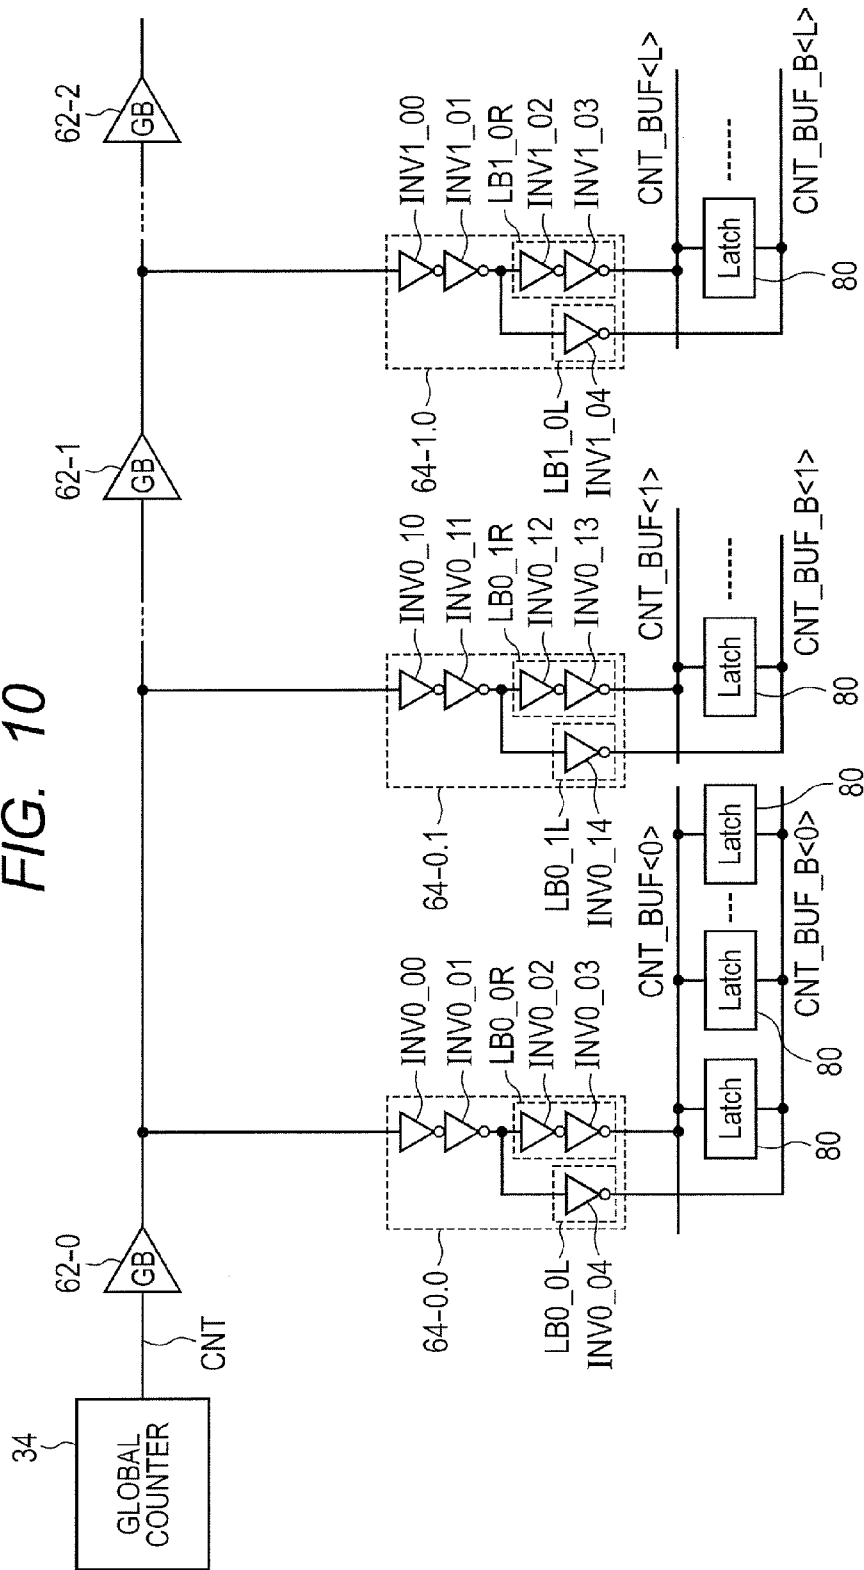 FIG. 10
34
GLOBAL
COUNTER
CNT
62-0
GB
62-1
GB
62-2
GB
64-0.0
INV0_00
INV0_01
LB0_0R
INV0_02
INV0_03
LB0_0L
INV0_04
CNT_BUF<0>
Latch
80
Latch
80
Latch
80
CNT_BUF_B<0>
64-0.1
INV0_10
INV0_11
LB0_1R
INV0_12
INV0_13
LB0_1L
INV0_14
CNT_BUF<1>
Latch
80
CNT_BUF_B<1>
64-1.0
INV1_00
INV1_01
LB1_0R
INV1_02
INV1_03
LB1_0L
INV1_04
CNT_BUF<L>
Latch
80
CNT_BUF_B<L>